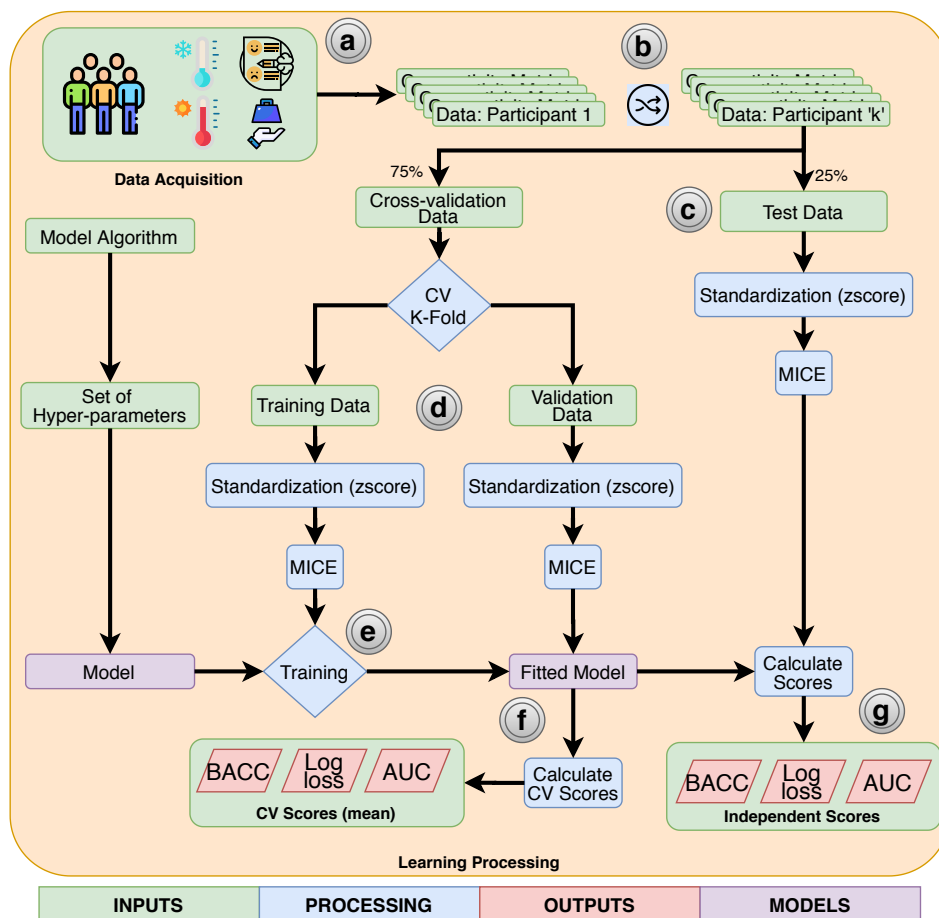 a
b
Data: Participant 1
Data: Participant 'k'
Data Acquisition
75%
25%
Cross-validation
Data
c
Test Data
Model Algorithm
CV
K-Fold
Standardization (zscore)
MICE
Set of
Hyper-parameters
Training Data
d
Validation
Data
Standardization (zscore)
Standardization (zscore)
MICE
MICE
e
Model
Training
Fitted Model
Calculate
Scores
f
g
BACC
Log
loss
AUC
CV Scores (mean)
Calculate
CV Scores
BACC
Log
loss
AUC
Independent Scores
Learning Processing
INPUTS
PROCESSING
OUTPUTS
MODELS